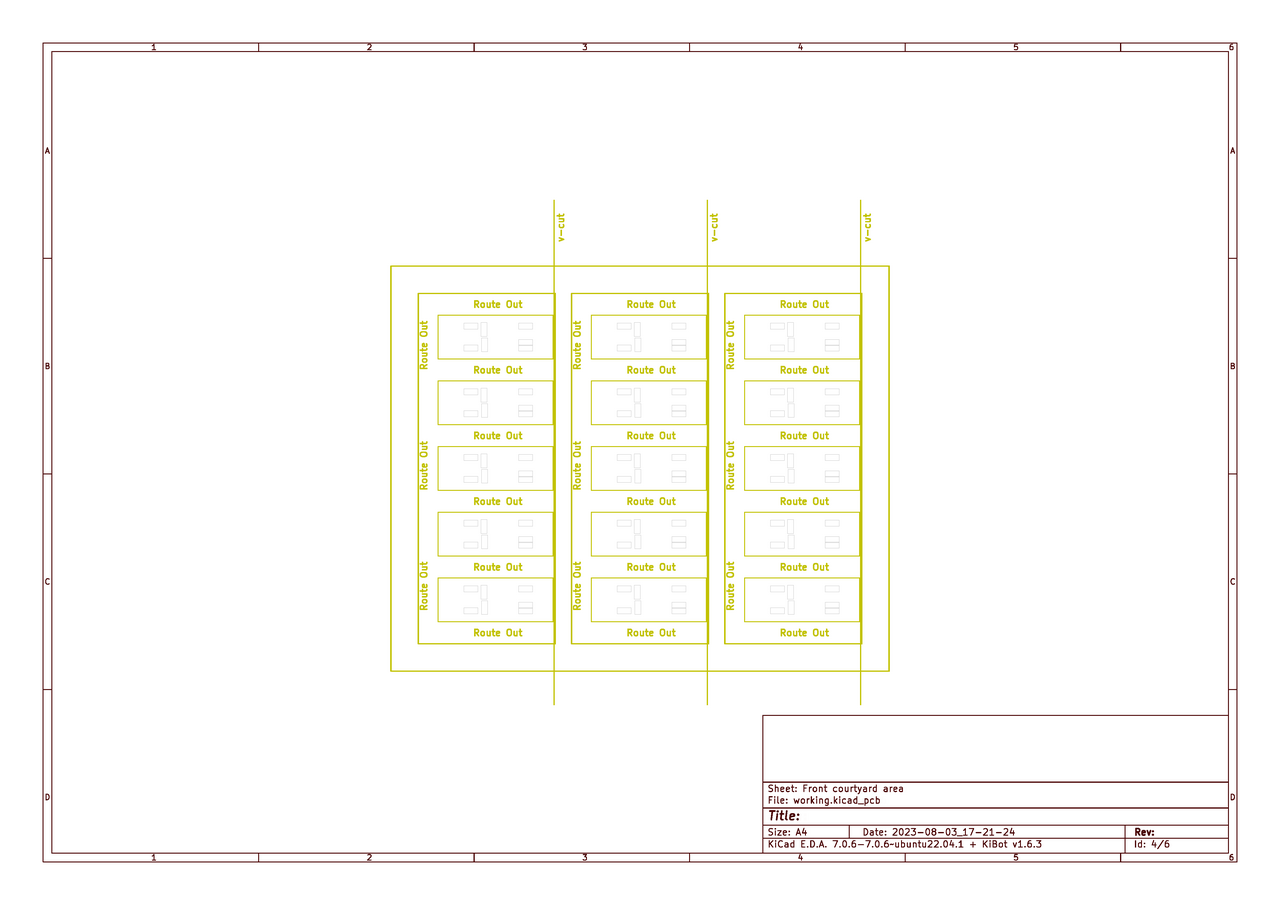 1 2 3 4 5 6
A A
v-cut v-cut v-cut
Route Out Route Out Route Out
Route Out Route Out Route Out
B B
Route Out Route Out Route Out
Route Out Route Out Route Out
Route Out Route Out Route Out
Route Out Route Out Route Out
Route Out Route Out Route Out
C C
Route Out Route Out Route Out
Route Out Route Out Route Out
D D
Sheet: Front courtyard area
File: working.kicad_pcb
Title:
Size: A4 Date: 2023-08-03_17-21-24 Rev:
KiCad E.D.A. 7.0.6-7.0.6~ubuntu22.04.1 + KiBot v1.6.3 Id: 4/6
1 2 3 4 5 6